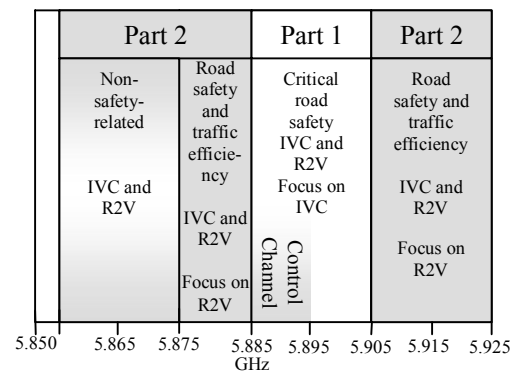 Part 2
Part 1
Part 2
Non-
safety-
related
IVC and
R2V
Road
safety
and
traffic
efficie-
ncy
IVC and
R2V
Focus on
R2V
Critical
road
safety
IVC and
R2V
Focus on
IVC
Control
Channel
Road
safety and
traffic
efficiency
IVC and
R2V
Focus on
R2V
5.850 5.865 5.875 5.885 5.895 5.905 5.915 5.925
GHz